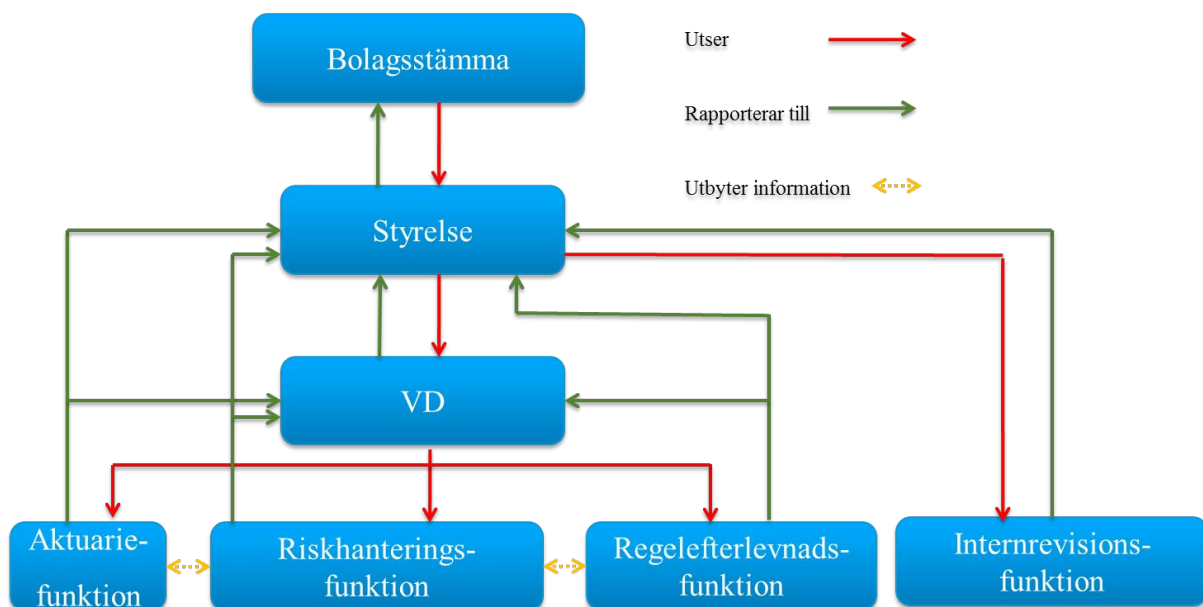 Bolagsstämma
Utser
Rapporterar till
Utbyter information
Styrelse
VD
Aktuarie-
funktion
Riskhanterings-
funktion
Regelefterlevnads-
funktion
Internrevisions-
funktion